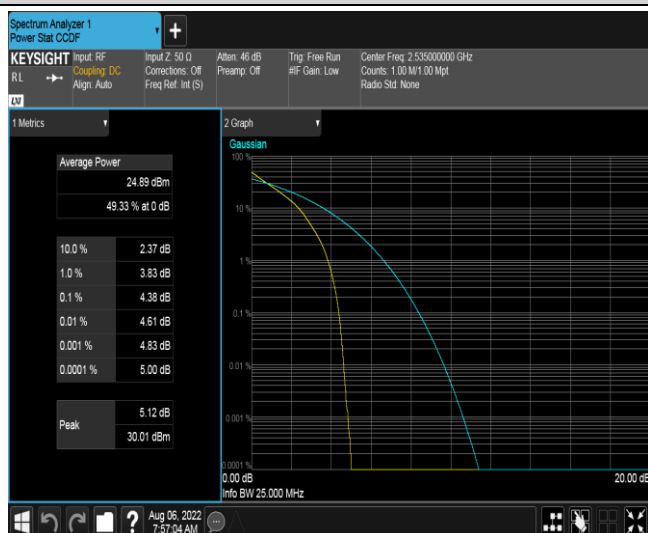 Spectrum Analyzer 1
Power Stat CCDF
+
KEYSIGHT
RL
LXI
Input: RF
Coupling: DC
Align: Auto
Input Z: 50 Ω
Corrections: Off
Freq Ref: Int (S)
Atten: 46 dB
Preamp: Off
Trig: Free Run
#IF Gain: Low
Center Freq: 2.535000000 GHz
Counts: 1.00 M/1.00 Mpt
Radio Std: None
1 Metrics
Average Power
24.89 dBm
49.33 % at 0 dB
10.0 % 2.37 dB
1.0 % 3.83 dB
0.1 % 4.38 dB
0.01 % 4.61 dB
0.001 % 4.83 dB
0.0001 % 5.00 dB
Peak
5.12 dB
30.01 dBm
2 Graph
Gaussian
100 %
10 %
1 %
0.1 %
0.01 %
0.001 %
0.0001 %
0.00 dB 20.00 dB
Info BW 25.000 MHz
?
Aug 06, 2022
7:57:04 AM